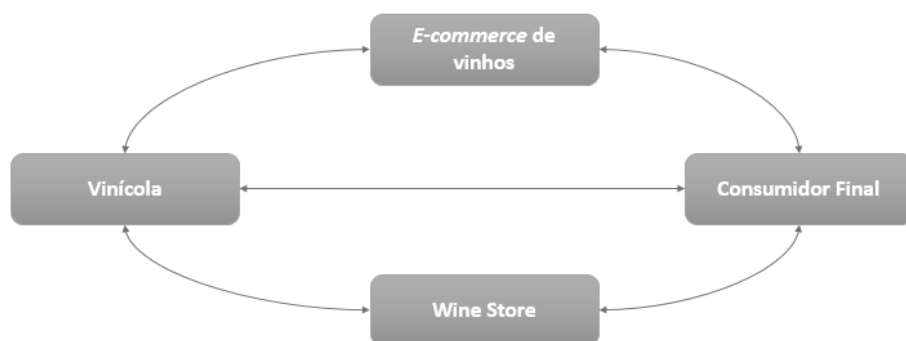 E-commerce de
vinhos
Vinícola
Consumidor Final
Wine Store